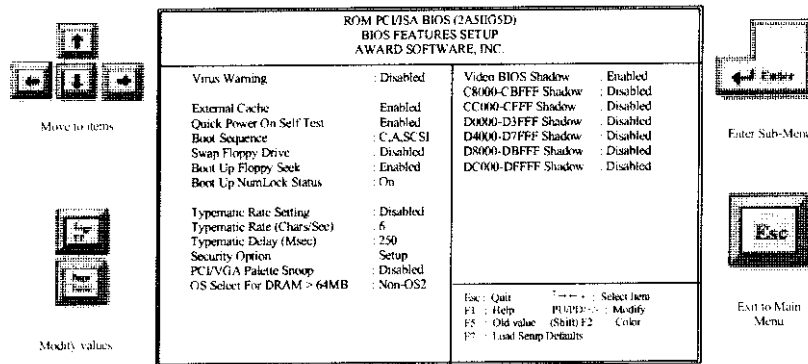 ROM PCI/ISA BIOS (2A5IIG5D)
BIOS FEATURES SETUP
AWARD SOFTWARE, INC.
Virus Warning : Disabled
External Cache Enabled
Quick Power On Self Test Enabled
Boot Sequence : C,A,SCSI
Swap Floppy Drive : Disabled
Boot Up Floppy Seek : Enabled
Boot Up NumLock Status : On
Typematic Rate Setting : Disabled
Typematic Rate (Chars/Sec) : 6
Typematic Delay (Msec) : 250
Security Option Setup
PCI/VGA Palette Snoop : Disabled
OS Select For DRAM > 64MB : Non-OS2
Video BIOS Shadow : Enabled
C8000-CBFFF Shadow : Disabled
CC000-CFFF Shadow : Disabled
D0000-D3FFF Shadow : Disabled
D4000-D7FFF Shadow : Disabled
D8000-DBFFF Shadow : Disabled
DC000-DFFFF Shadow : Disabled
Esc : Quit : Select Item
F1 : Help PU/PD/+/- : Modify
F5 : Old value (Shift) F2 Color
F7 : Load Setup Defaults
Move to items
Modify values
Enter
Enter Sub-Menu
Esc
Exit to Main
Menu